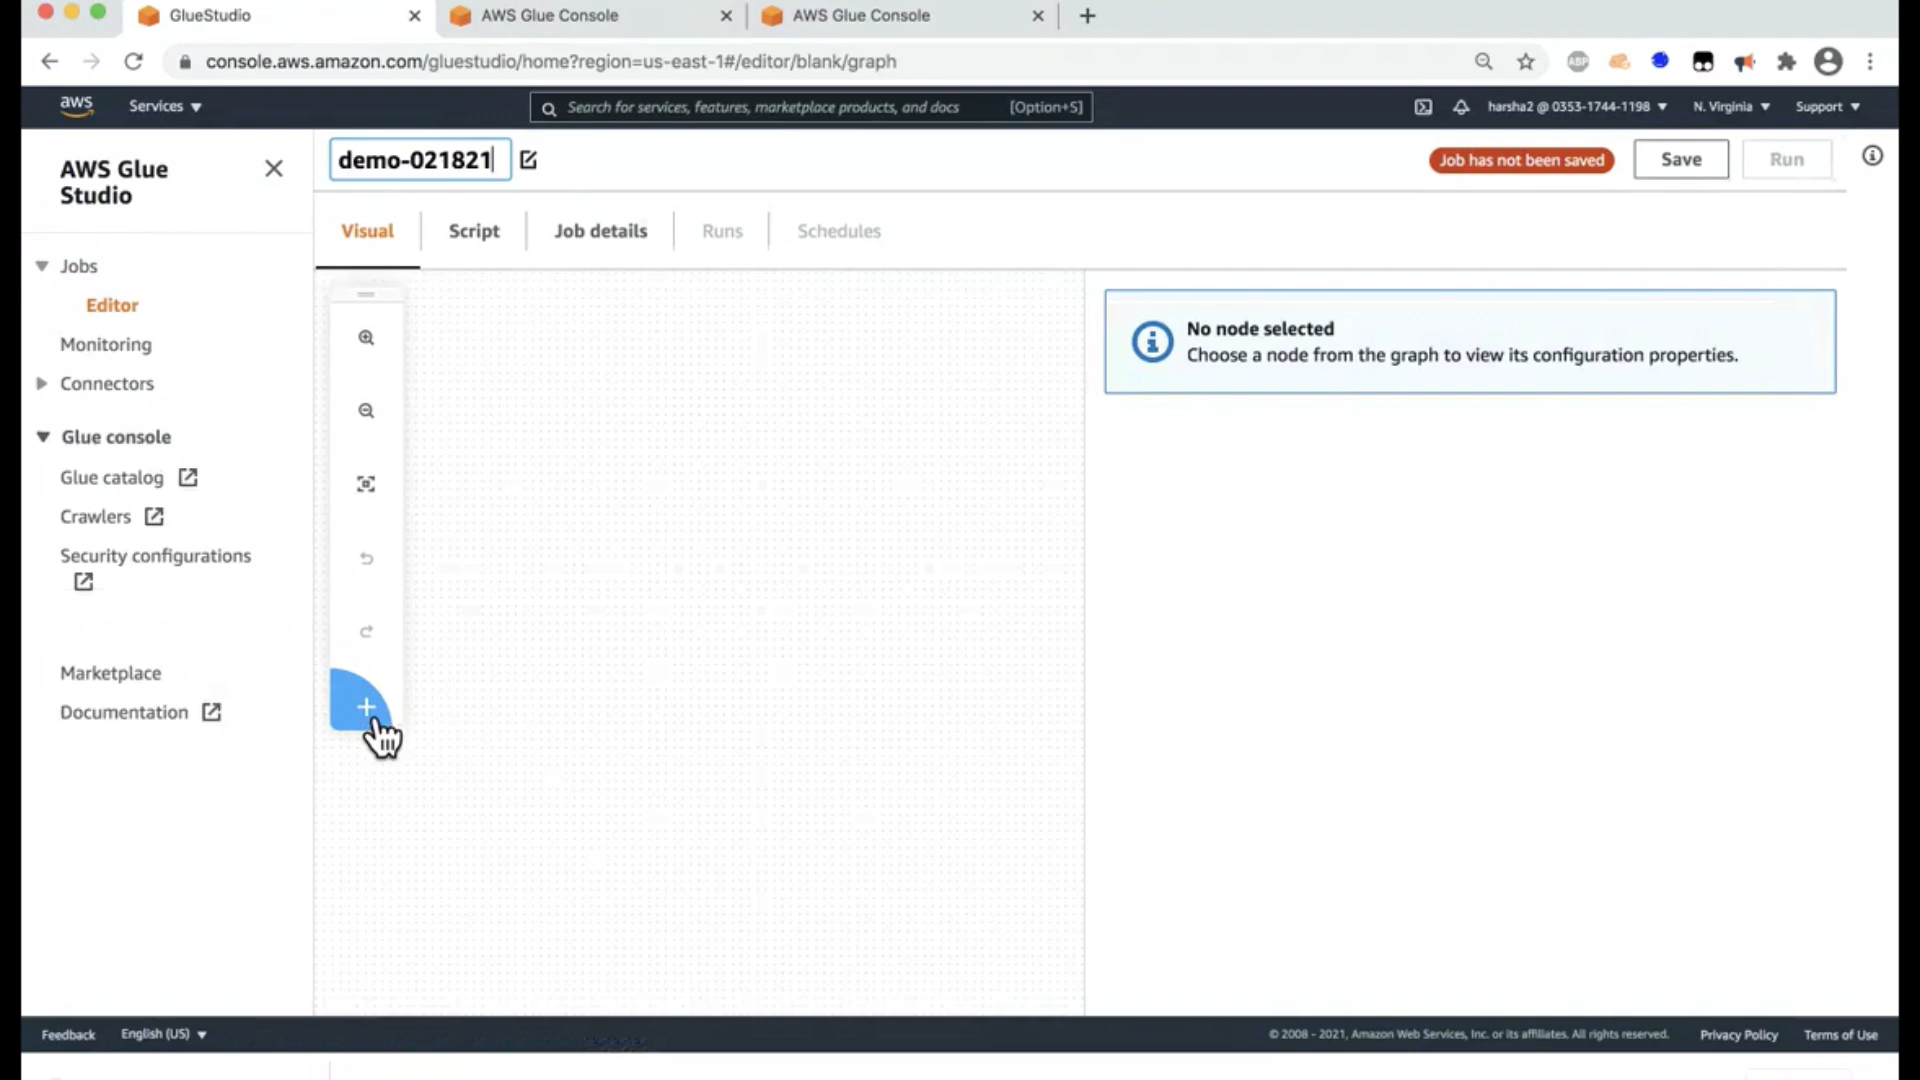 GlueStudio
AWS Glue Console
AWS Glue Console
console.aws.amazon.com/gluestudio/home?region=us-east-1#/editor/blank/graph
ABP
aws
Services
Search for services, features, marketplace products, and docs
[Option+S]
harsha2 @ 0353-1744-1198
N. Virginia
Support
AWS Glue
Studio
Jobs
Editor
Monitoring
Connectors
Glue console
Glue catalog
Crawlers
Security configurations
Marketplace
Documentation
demo-021821
Job has not been saved
Save
Run
Visual
Script
Job details
Runs
Schedules
No node selected
Choose a node from the graph to view its configuration properties.
Feedback
English (US)
© 2008 - 2021, Amazon Web Services, Inc. or its affiliates. All rights reserved.
Privacy Policy
Terms of Use